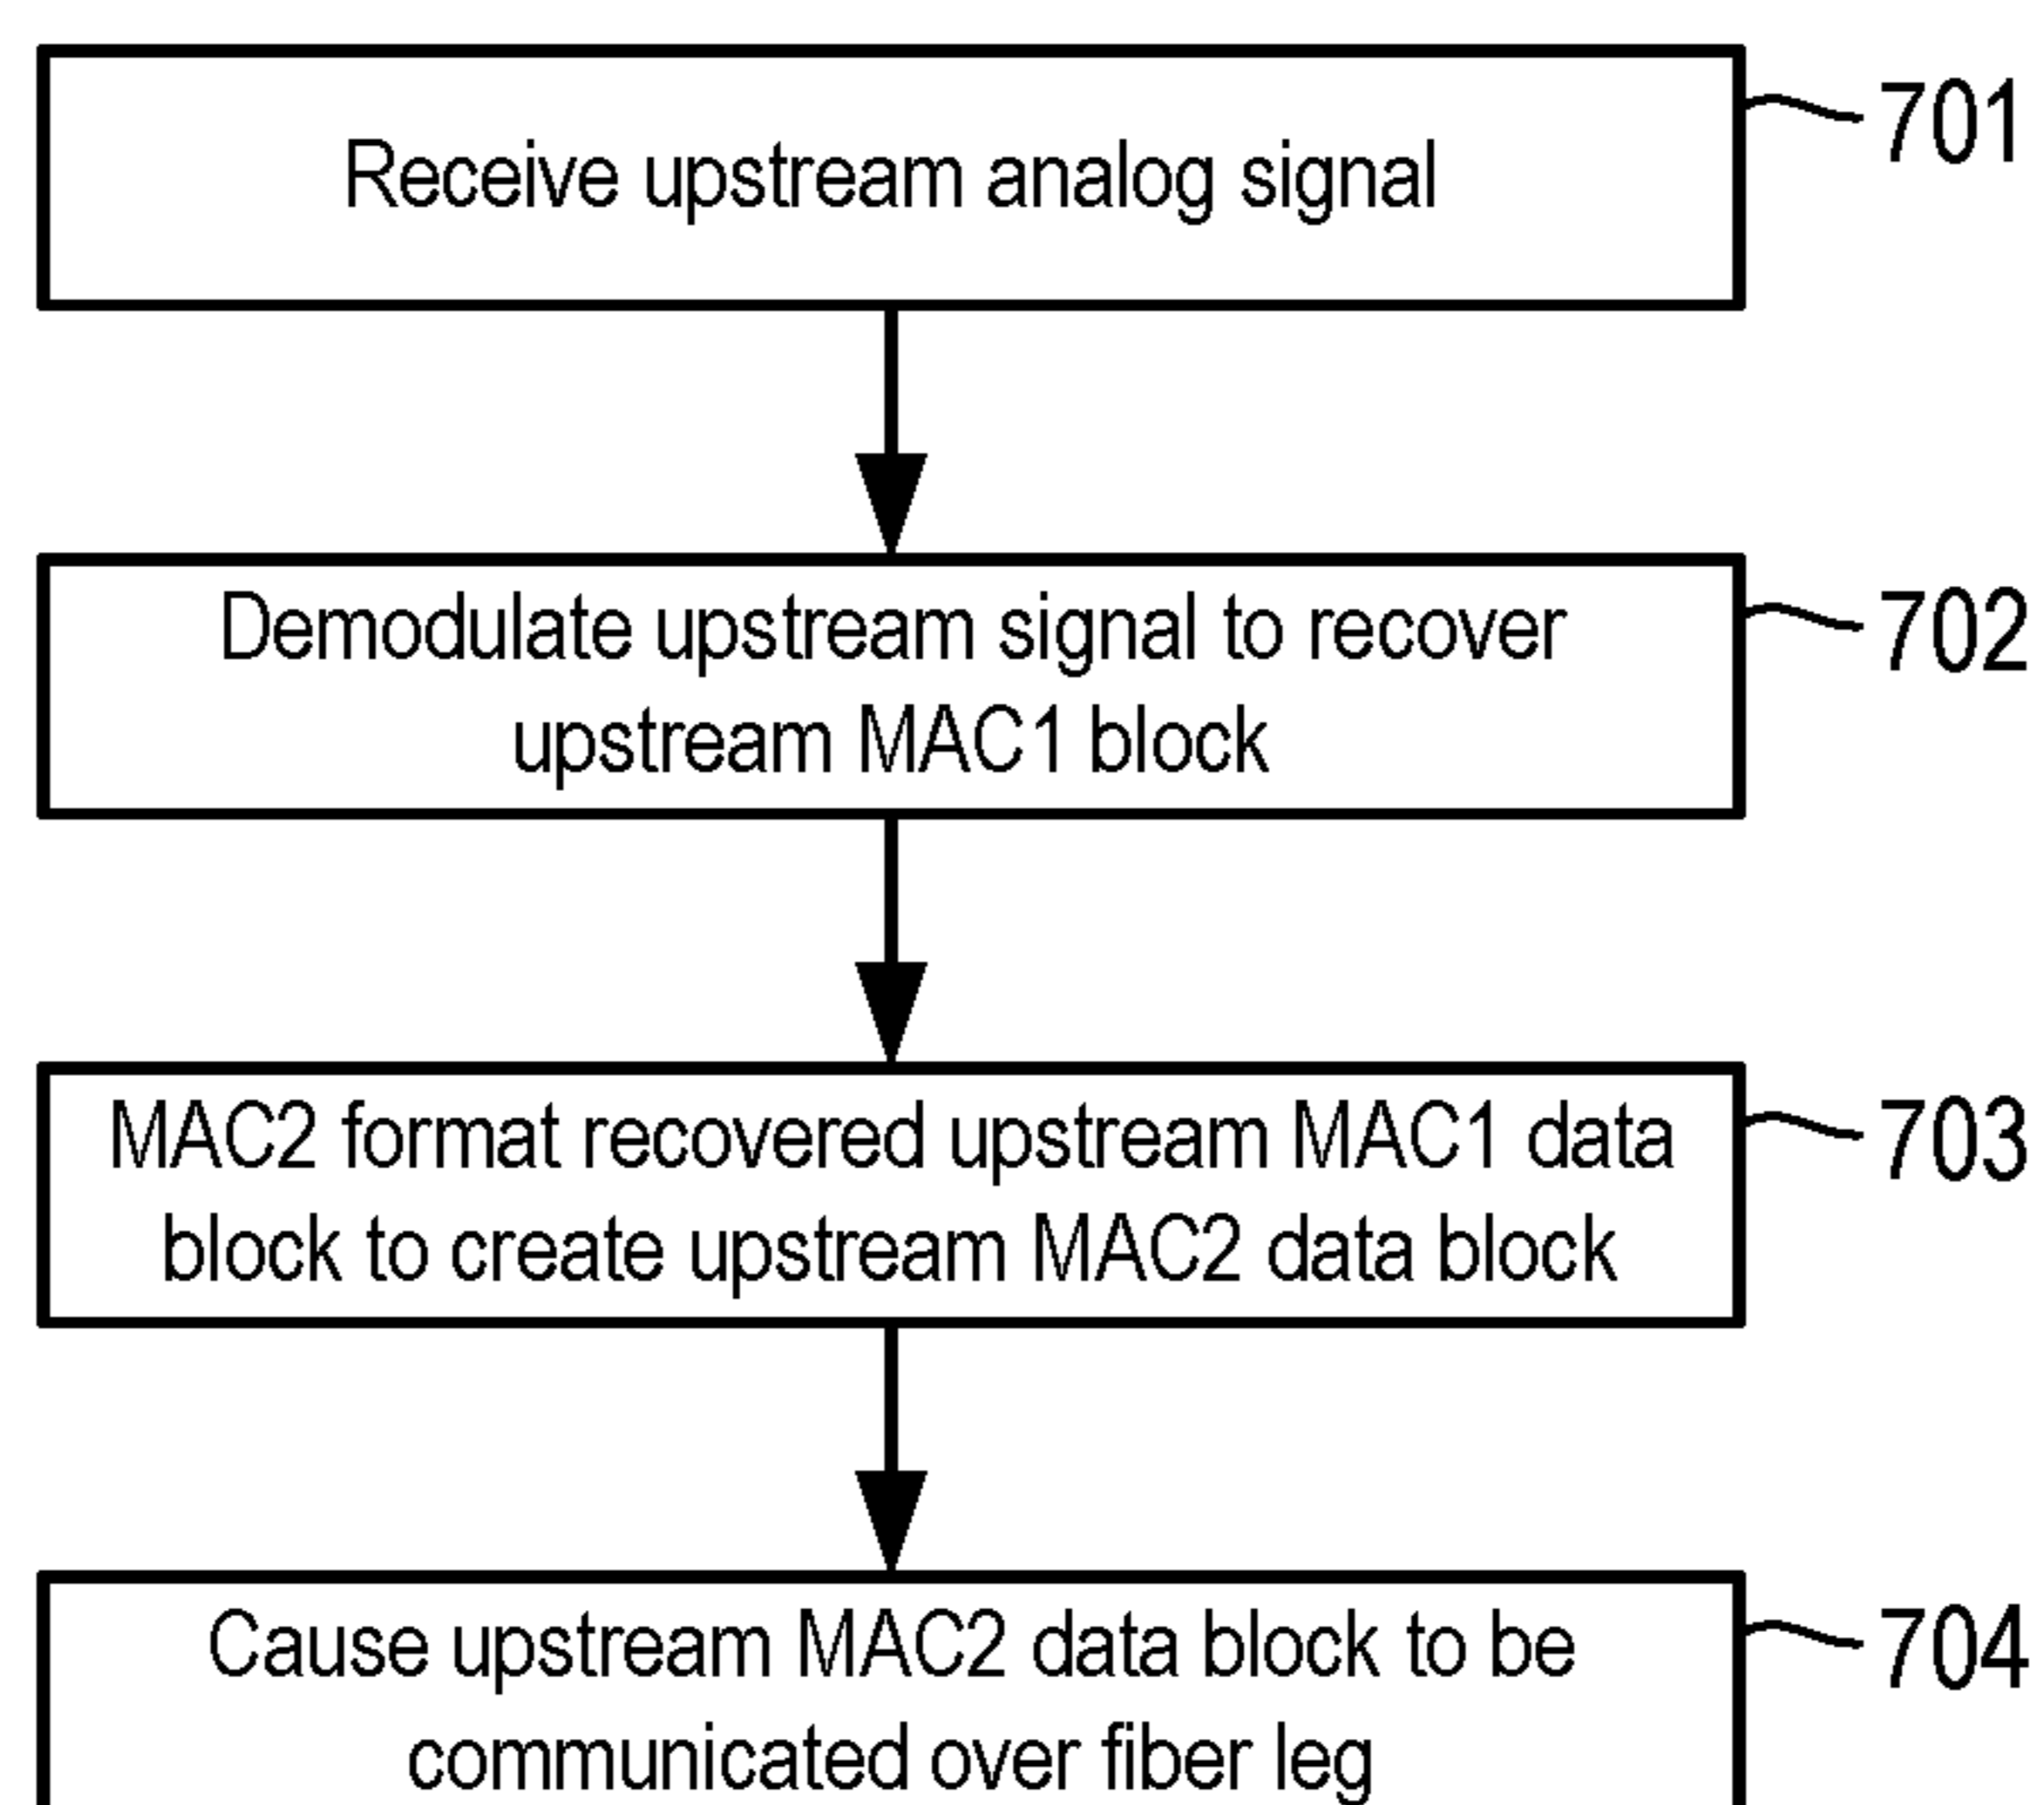 Receive upstream analog signal
701
Demodulate upstream signal to recover
upstream MAC1 block
702
MAC2 format recovered upstream MAC1 data
block to create upstream MAC2 data block
703
Cause upstream MAC2 data block to be
communicated over fiber leg
704